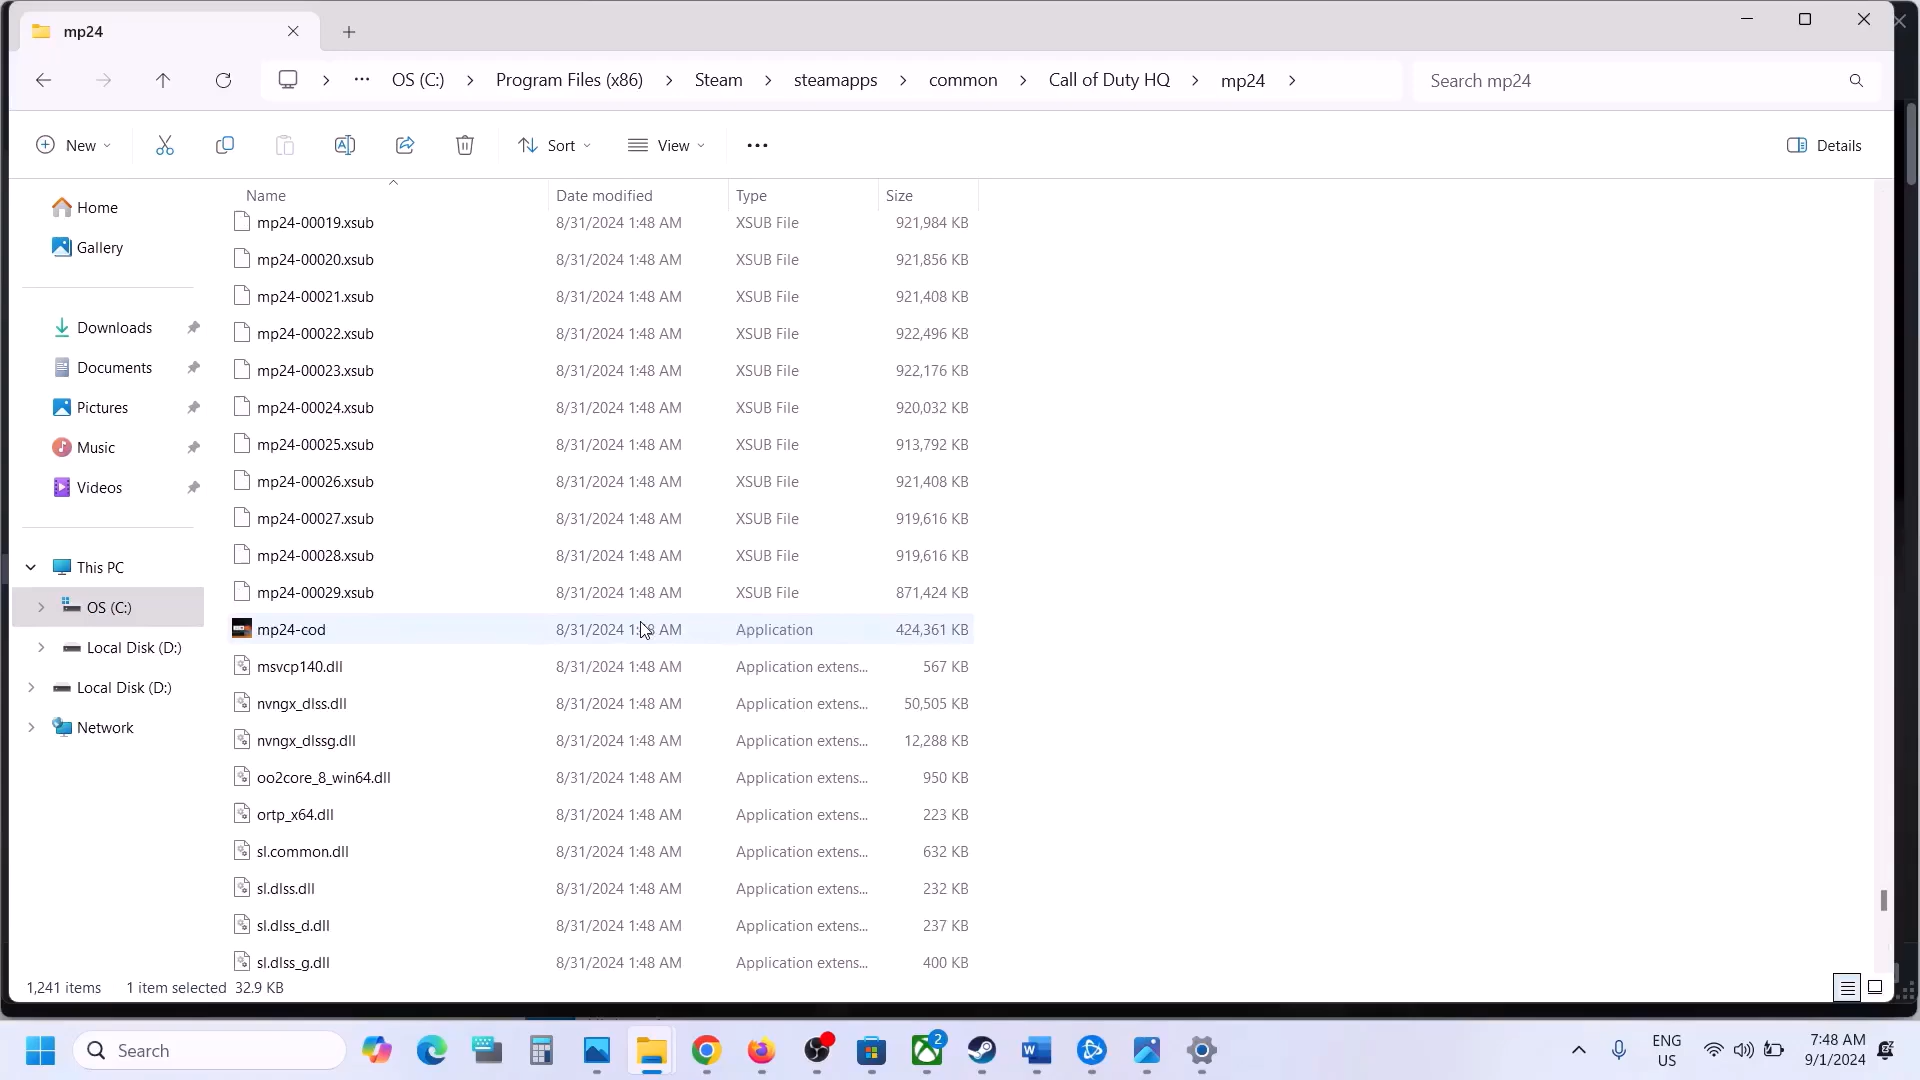 mp24
OS (C:) Program Files (x86) Steam steamapps common Call of Duty HQ mp24 Search mp24
New Sort View Details
Name Date modified Type Size
Home
Gallery
Downloads
Documents
Pictures
Music
Videos
This PC
OS (C:)
Local Disk (D:)
Local Disk (D:)
Network
mp24-00019.xsub 8/31/2024 1:48 AM XSUB File 921,984 KB
mp24-00020.xsub 8/31/2024 1:48 AM XSUB File 921,856 KB
mp24-00021.xsub 8/31/2024 1:48 AM XSUB File 921,408 KB
mp24-00022.xsub 8/31/2024 1:48 AM XSUB File 922,496 KB
mp24-00023.xsub 8/31/2024 1:48 AM XSUB File 922,176 KB
mp24-00024.xsub 8/31/2024 1:48 AM XSUB File 920,032 KB
mp24-00025.xsub 8/31/2024 1:48 AM XSUB File 913,792 KB
mp24-00026.xsub 8/31/2024 1:48 AM XSUB File 921,408 KB
mp24-00027.xsub 8/31/2024 1:48 AM XSUB File 919,616 KB
mp24-00028.xsub 8/31/2024 1:48 AM XSUB File 919,616 KB
mp24-00029.xsub 8/31/2024 1:48 AM XSUB File 871,424 KB
mp24-cod 8/31/2024 1:48 AM Application 424,361 KB
msvcp140.dll 8/31/2024 1:48 AM Application extens... 567 KB
nvngx_dlss.dll 8/31/2024 1:48 AM Application extens... 50,505 KB
nvngx_dlssg.dll 8/31/2024 1:48 AM Application extens... 12,288 KB
oo2core_8_win64.dll 8/31/2024 1:48 AM Application extens... 950 KB
ortp_x64.dll 8/31/2024 1:48 AM Application extens... 223 KB
sl.common.dll 8/31/2024 1:48 AM Application extens... 632 KB
sl.dlss.dll 8/31/2024 1:48 AM Application extens... 232 KB
sl.dlss_d.dll 8/31/2024 1:48 AM Application extens... 237 KB
sl.dlss_g.dll 8/31/2024 1:48 AM Application extens... 400 KB
1,241 items 1 item selected 32.9 KB
Search 2 ENG 7:48 AM
US 9/1/2024